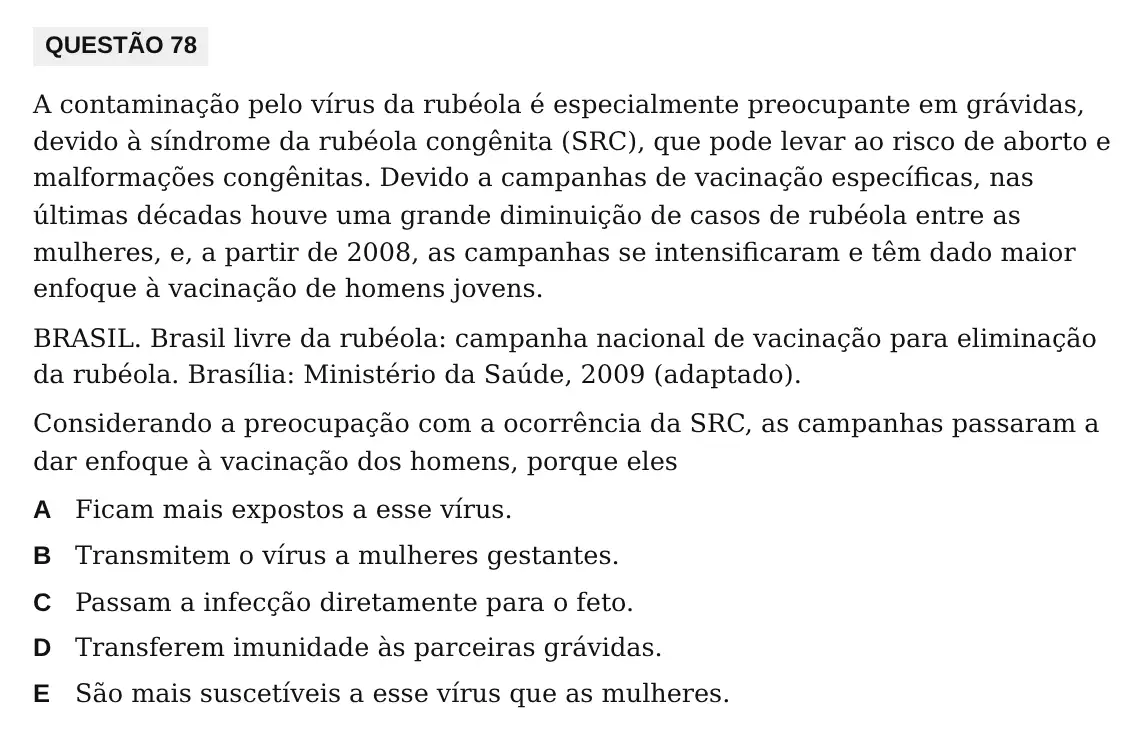 QUESTÃO 78
A contaminação pelo vírus da rubéola é especialmente preocupante em grávidas,
devido à síndrome da rubéola congênita (SRC), que pode levar ao risco de aborto e
malformações congênitas. Devido a campanhas de vacinação específicas, nas
últimas décadas houve uma grande diminuição de casos de rubéola entre as
mulheres, e, a partir de 2008, as campanhas se intensificaram e têm dado maior
enfoque à vacinação de homens jovens.
BRASIL. Brasil livre da rubéola: campanha nacional de vacinação para eliminação
da rubéola. Brasília: Ministério da Saúde, 2009 (adaptado).
Considerando a preocupação com a ocorrência da SRC, as campanhas passaram a
dar enfoque à vacinação dos homens, porque eles
A Ficam mais expostos a esse vírus.
B Transmitem o vírus a mulheres gestantes.
C Passam a infecção diretamente para o feto.
D Transferem imunidade às parceiras grávidas.
E São mais suscetíveis a esse vírus que as mulheres.